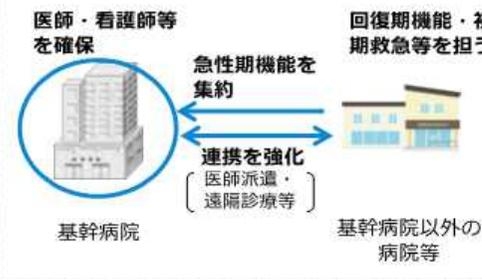 医師・看護師等
を確保
急性期機能を
集約
連携を強化
医師派遣・
遠隔診療等
基幹病院
回復期機能・初
期救急等を担う
基幹病院以外の
病院等